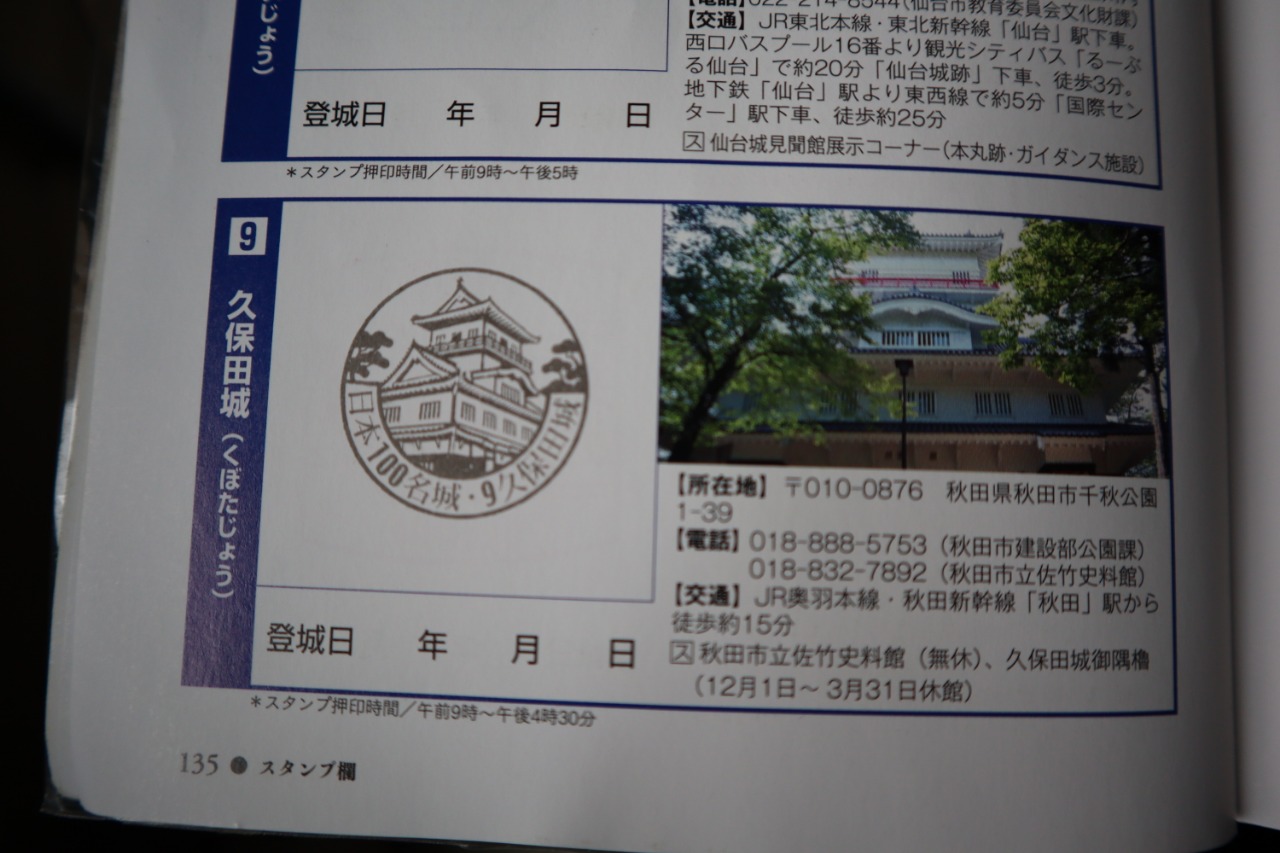 じょう）
登城日　年　月　日
＊スタンプ押印時間／午前9時～午後5時
022-214-8544（仙台市教育委員会文化財課）
【交通】JR東北本線・東北新幹線「仙台」駅下車。
西口バスプール16番より観光シティバス「るーぷ
る仙台」で約20分「仙台城跡」下車、徒歩3分。
地下鉄「仙台」駅より東西線で約5分「国際セン
ター」駅下車、徒歩約25分
ス 仙台城見聞館展示コーナー（本丸跡・ガイダンス施設）
9
久保田城（くぼたじょう）
日本100名城・9久保田城
登城日　年　月　日
＊スタンプ押印時間／午前9時～午後4時30分
【所在地】〒010-0876　秋田県秋田市千秋公園
1-39
【電話】018-888-5753（秋田市建設部公園課）
018-832-7892（秋田市立佐竹史料館）
【交通】JR奥羽本線・秋田新幹線「秋田」駅から
徒歩約15分
ス 秋田市立佐竹史料館（無休）、久保田城御隅櫓
（12月1日～3月31日休館）
135 ● スタンプ欄